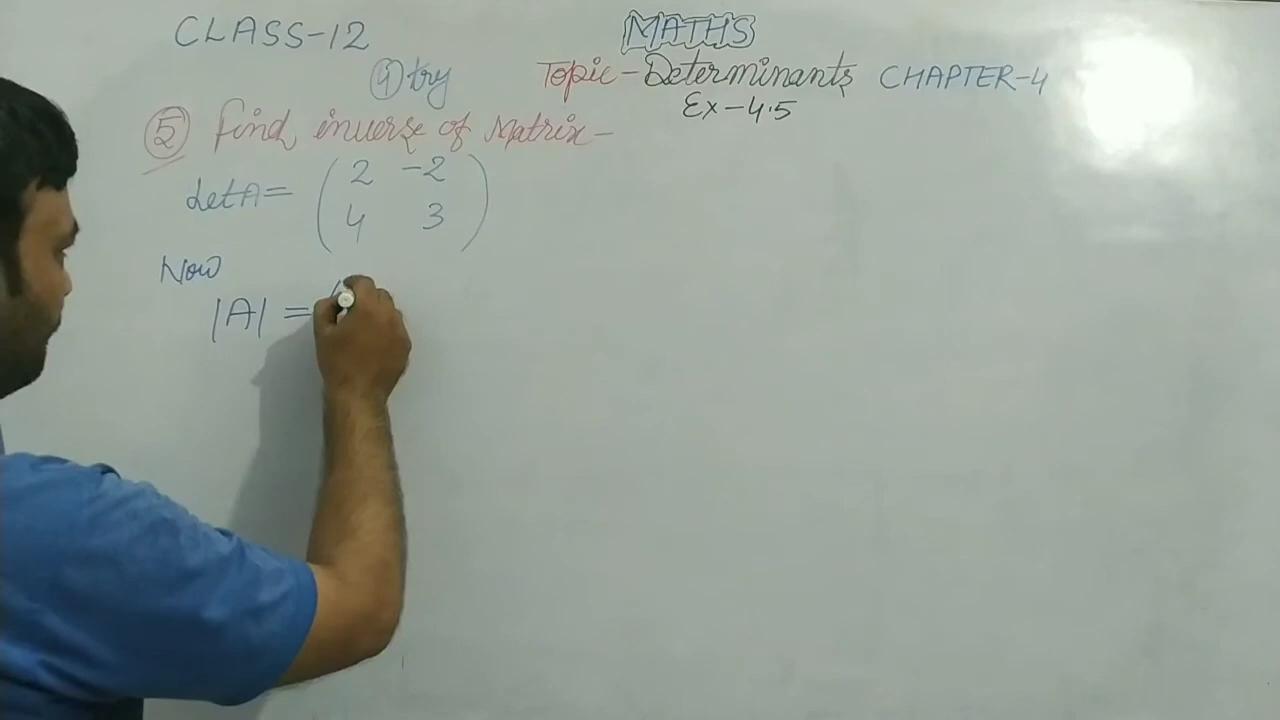 CLASS-12 MATHS
④ try Topic-Determinants CHAPTER-4
Ex-4.5
⑤ Find inverse of Matrix-
Let A = ( 2 -2
4 3 )
Now
|A| =